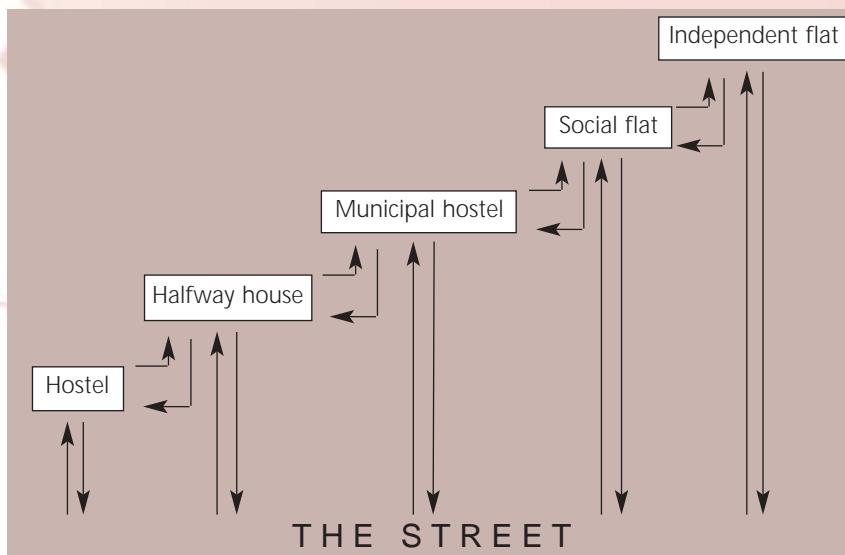 Independent flat
Social flat
Municipal hostel
Halfway house
Hostel
THE STREET